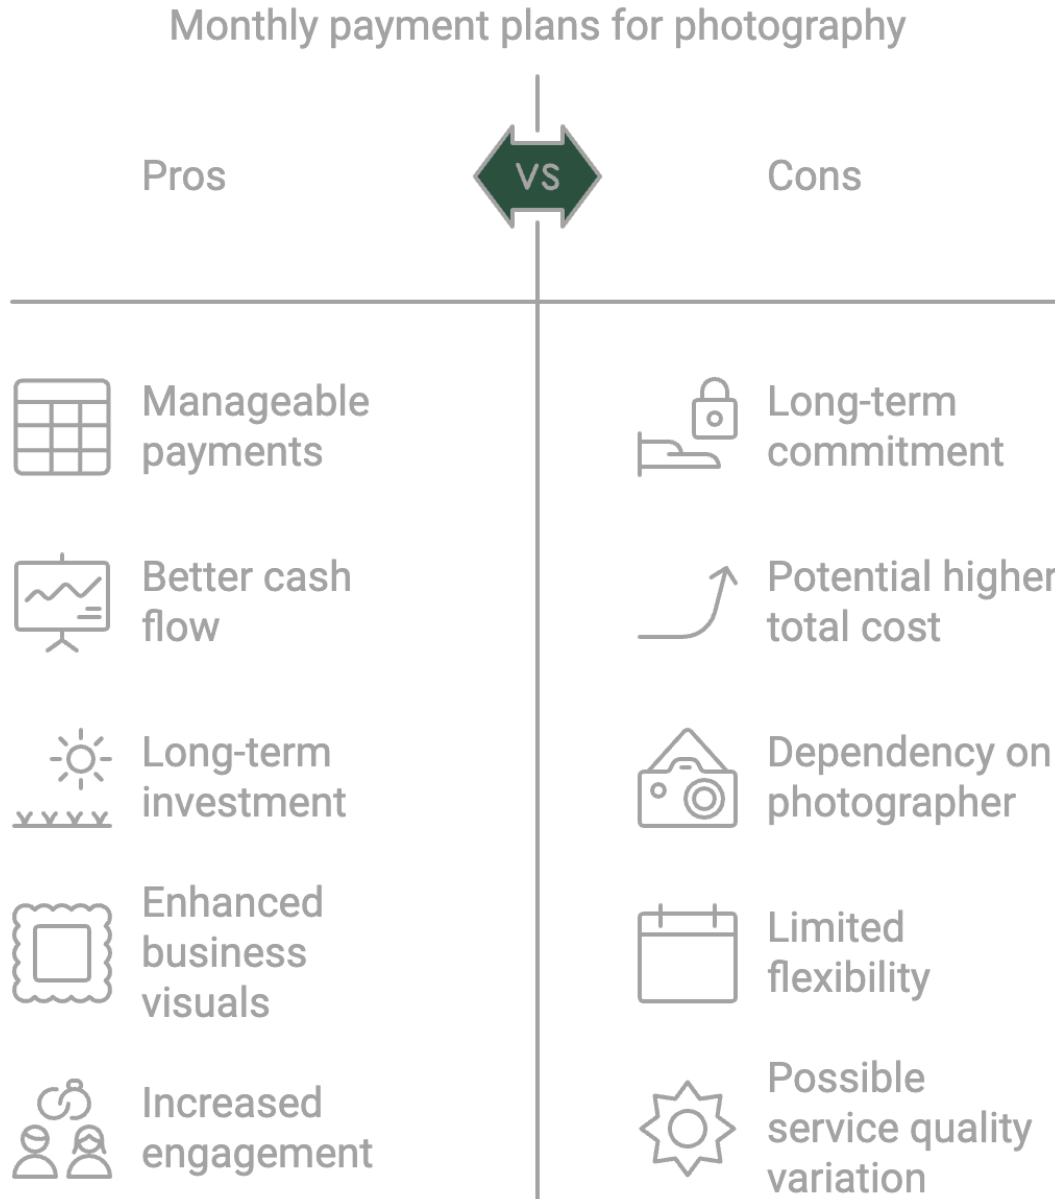 Monthly payment plans for photography
Pros
VS
Cons
Manageable
payments
Better cash
flow
Long-term
investment
Enhanced
business
visuals
Increased
engagement
Long-term
commitment
Potential higher
total cost
Dependency on
photographer
Limited
flexibility
Possible
service quality
variation